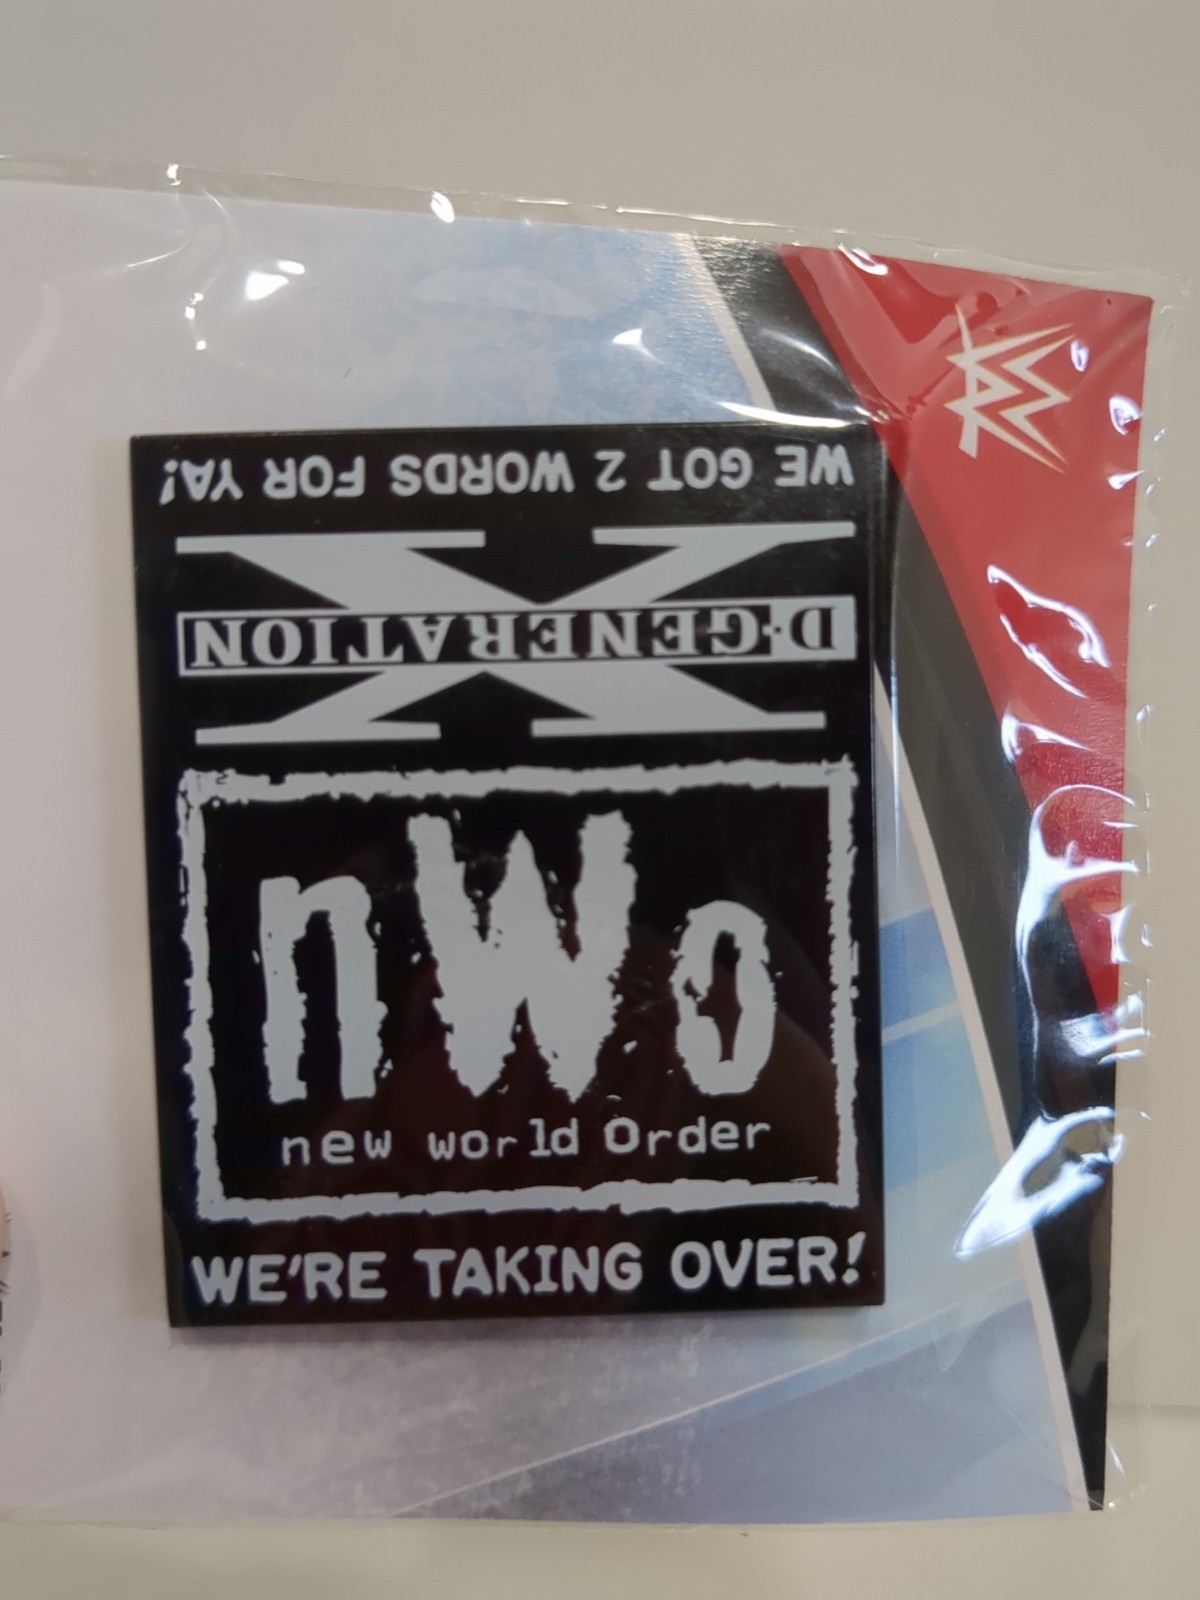 WE GOT 2 WORDS FOR YA!
X
D-GENERATION
nWo
new world Order
WE'RE TAKING OVER!
W